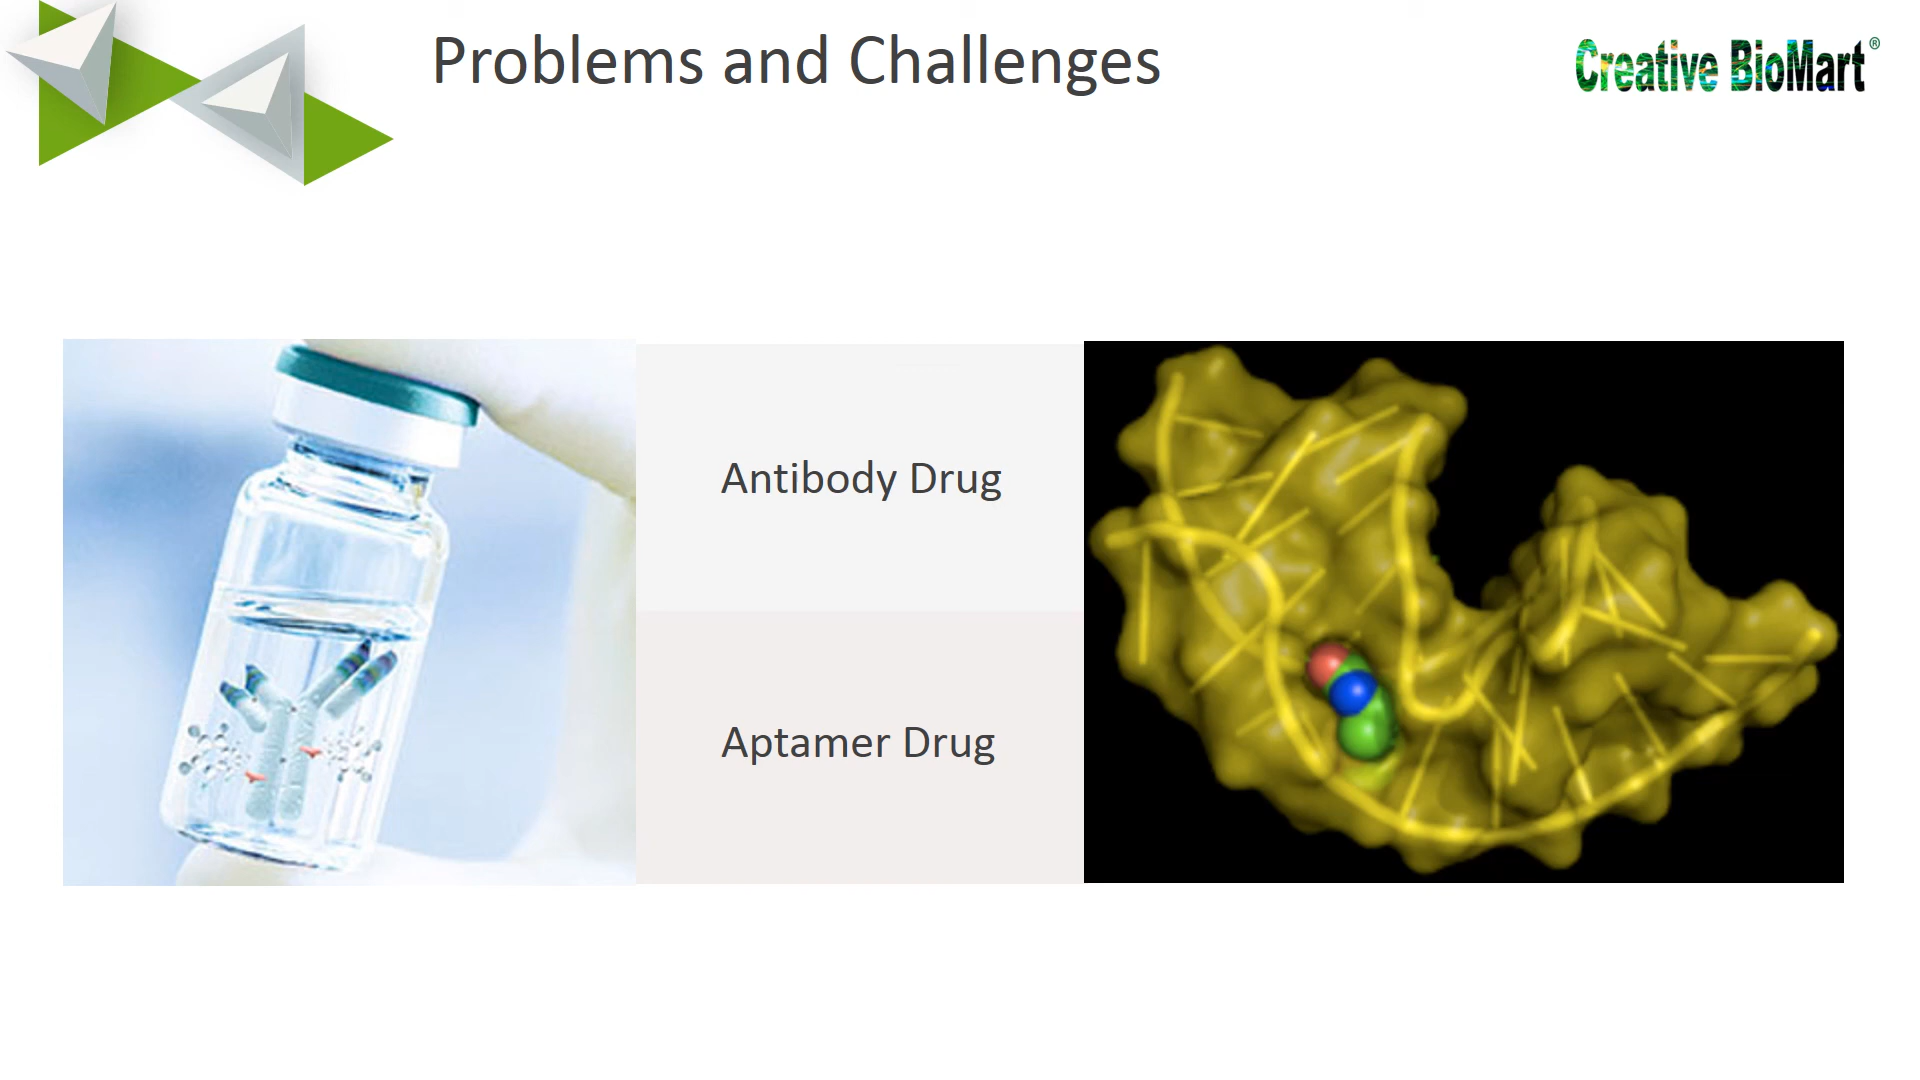 Problems and Challenges
Creative BioMart®
Antibody Drug
Aptamer Drug